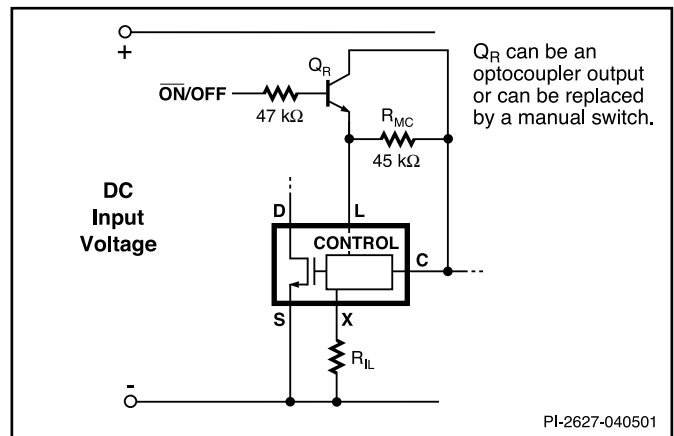 +
Q_R
Q_R can be an
optocoupler output
or can be replaced
by a manual switch.
ON/OFF
47 kΩ
R_MC
45 kΩ
DC
Input
Voltage
D
L
CONTROL
C
S
X
R_IL
-
PI-2627-040501